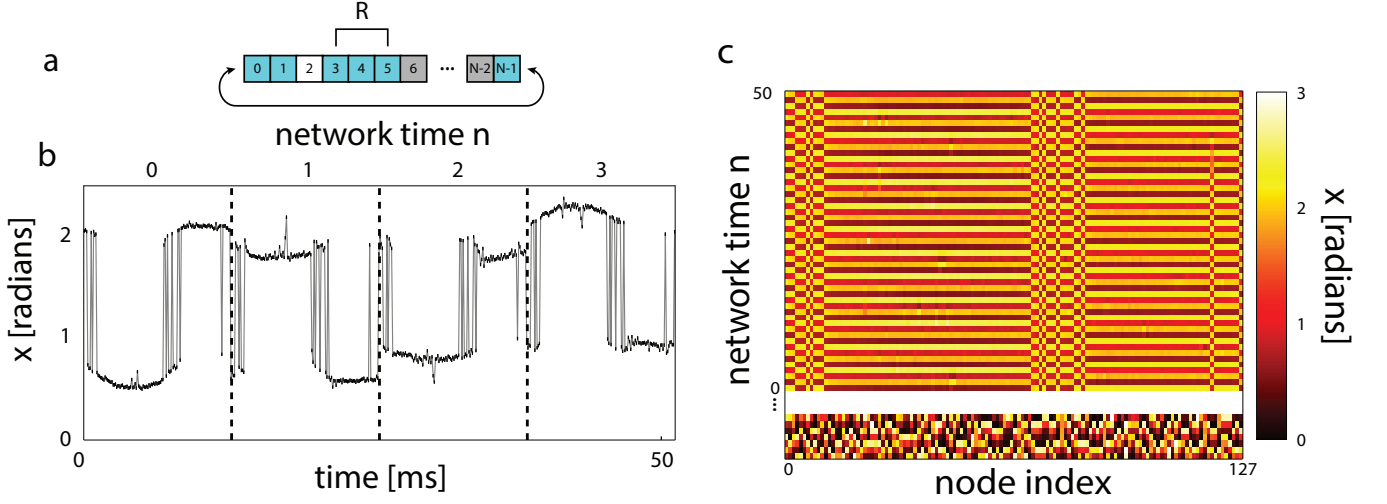 a
R
0 1 2 3 4 5 6 ... N-2 N-1
b
network time n
0 1 2 3
x [radians]
2
1
0
0 50
time [ms]
c
network time n
50
0
...
0 127
node index
3
2
1
0
x [radians]